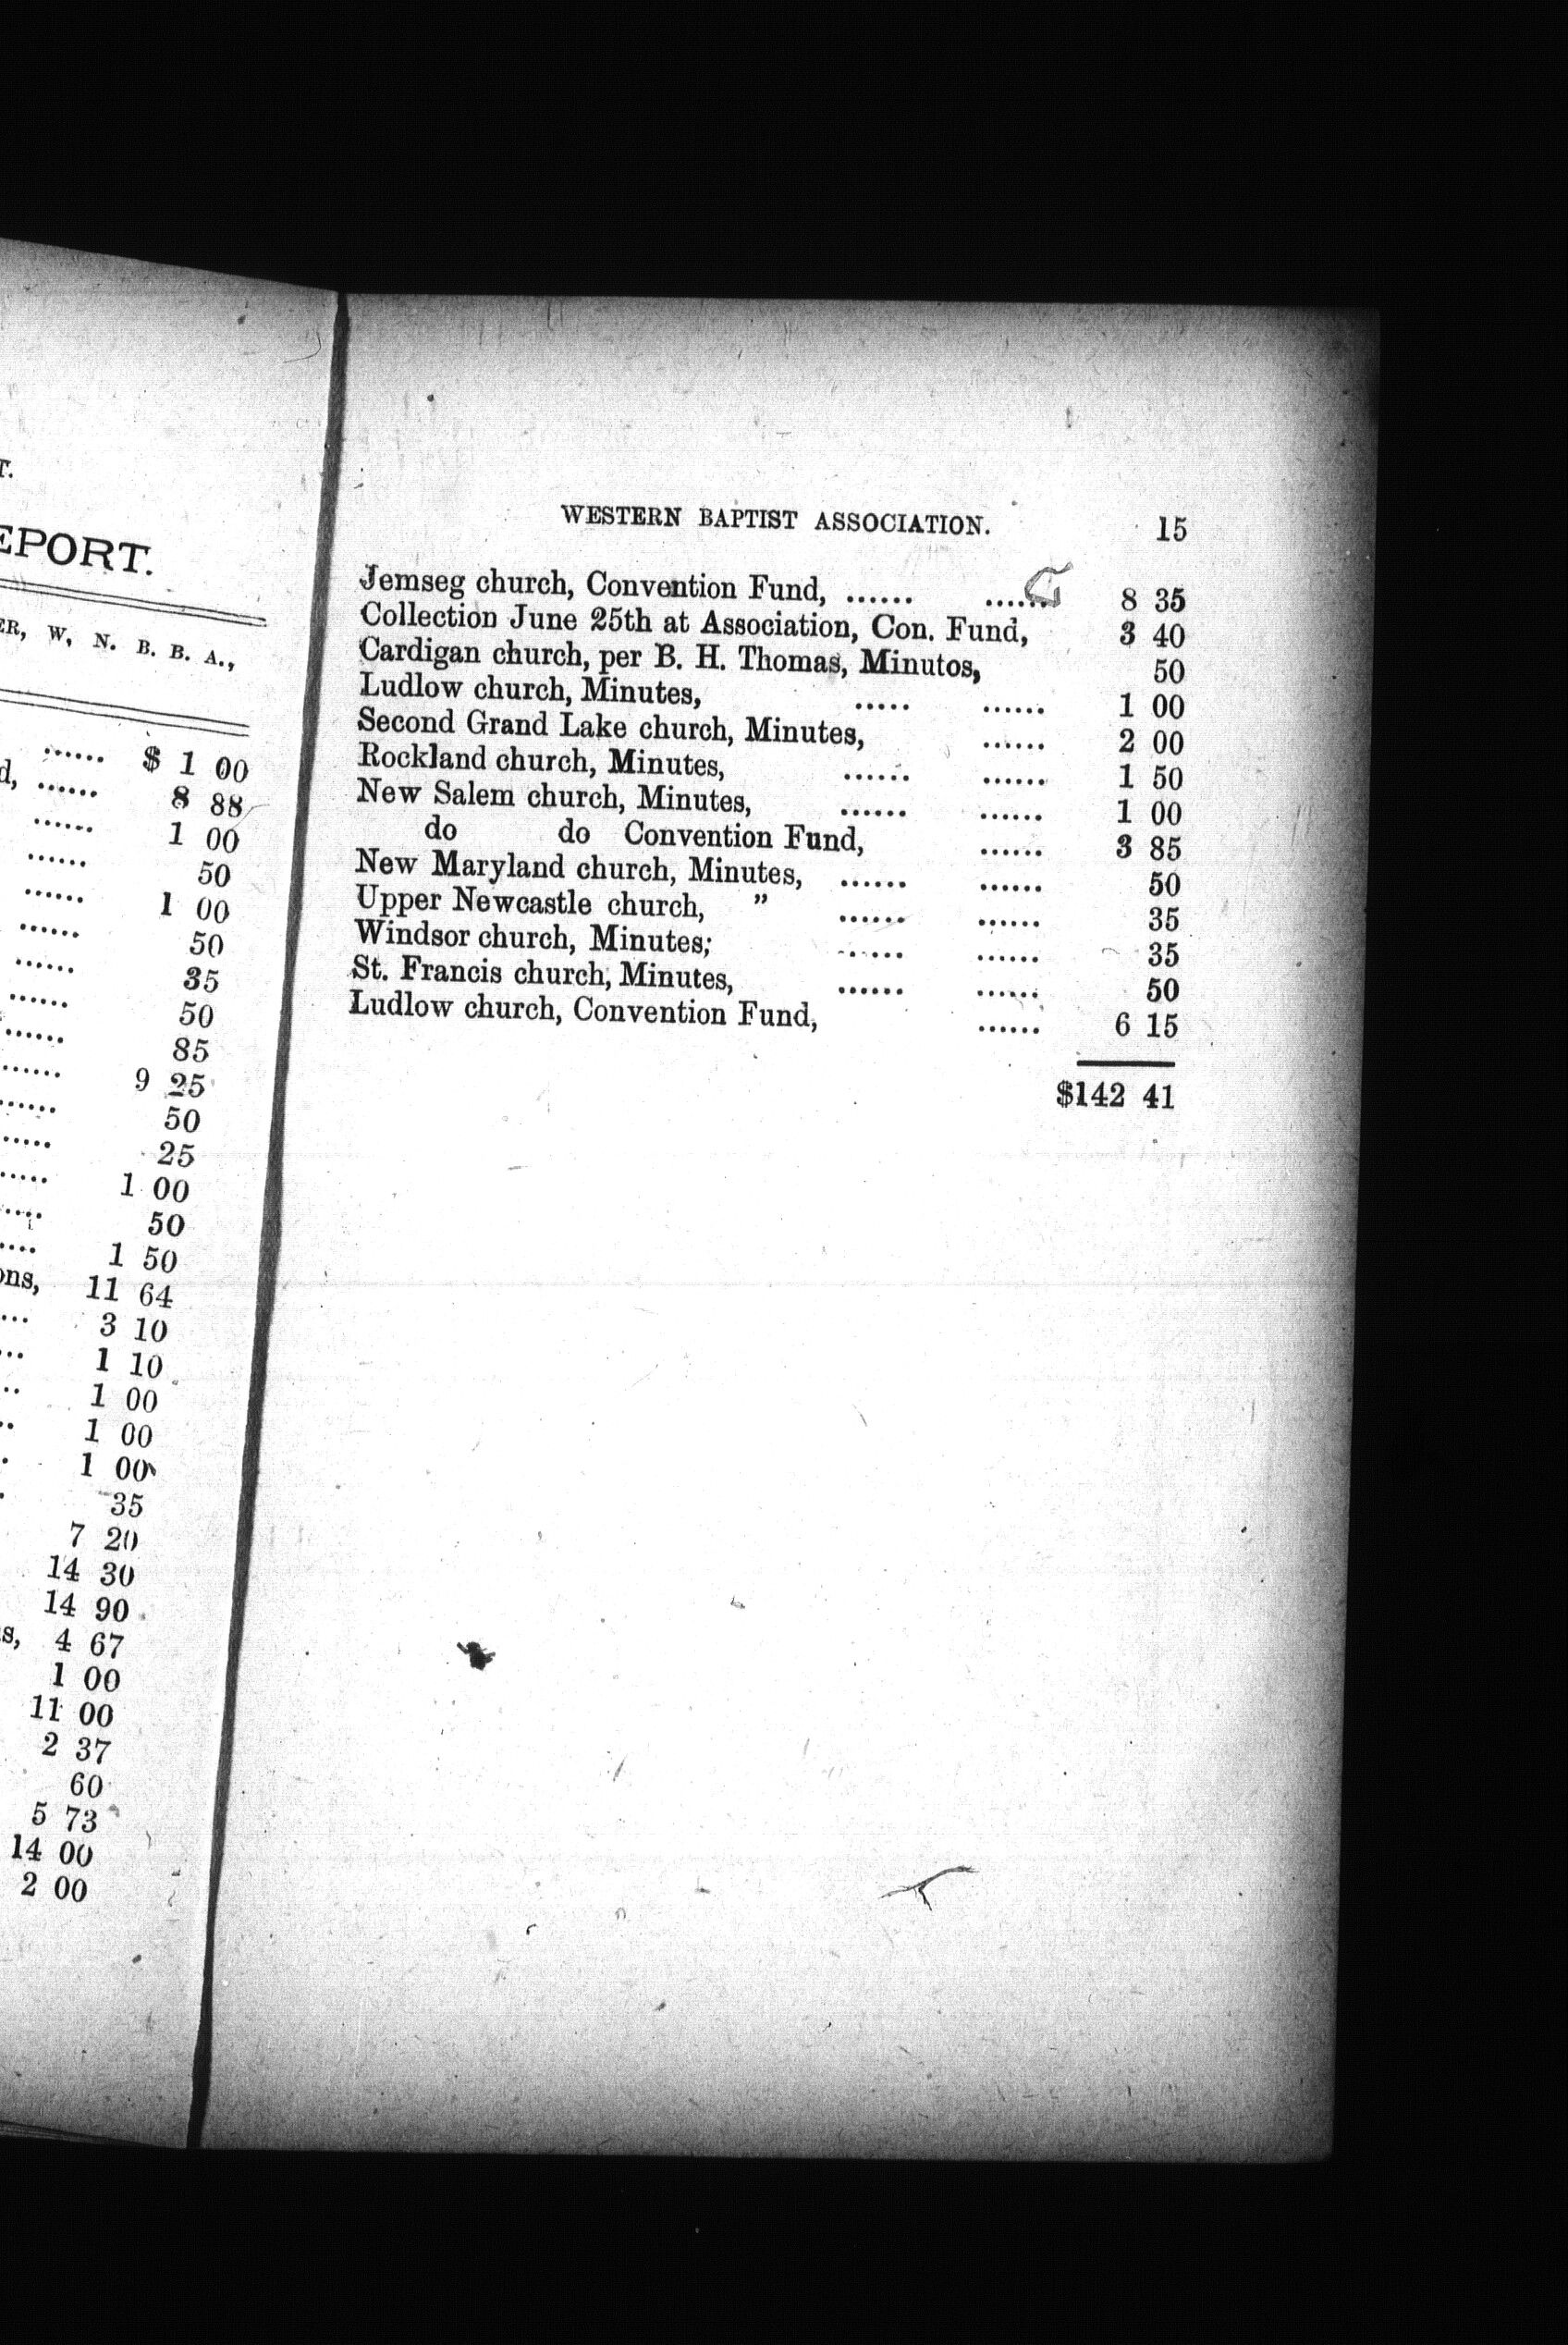 T.
EPORT.
ER, W. N. B. B. A.,
...... $ 1 00
d, ...... 8 88
...... 1 00
...... 50
...... 1 00
...... 50
...... 35
...... 50
...... 85
...... 9 25
...... 50
..... 25
..... 1 00
.... 50
.... 1 50
ons, 11 64
... 3 10
... 1 10
.. 1 00
.. 1 00
. 1 00
. 35
7 20
14 30
14 90
s, 4 67
1 00
11 00
2 37
60
5 73
14 00
2 00
WESTERN BAPTIST ASSOCIATION. 15
Jemseg church, Convention Fund, ...... ...... 8 35
Collection June 25th at Association, Con. Fund, 3 40
Cardigan church, per B. H. Thomas, Minutos, 50
Ludlow church, Minutes, ..... ...... 1 00
Second Grand Lake church, Minutes, ...... 2 00
Rockland church, Minutes, ...... ...... 1 50
New Salem church, Minutes, ...... ...... 1 00
do do Convention Fund, ...... 3 85
New Maryland church, Minutes, ...... ...... 50
Upper Newcastle church, ” ...... ...... 35
Windsor church, Minutes; ...... ...... 35
St. Francis church, Minutes, ...... ...... 50
Ludlow church, Convention Fund, ...... 6 15
$142 41